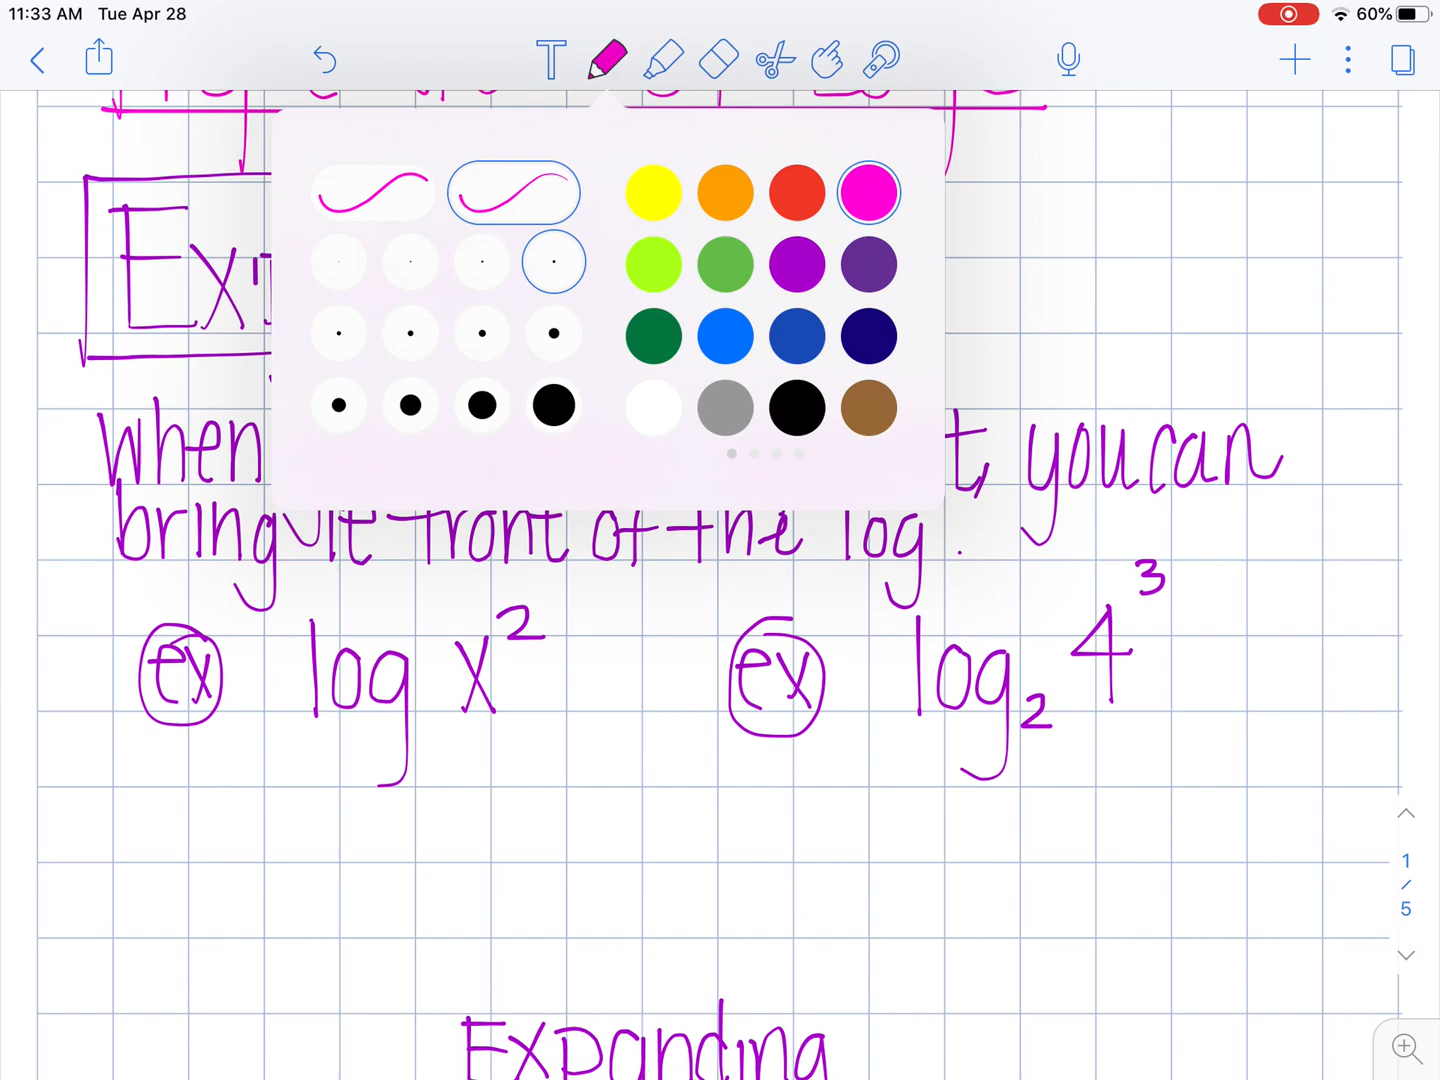 11:33 AM Tue Apr 28 60%
T
Ex
when t, you can
bring it front of the log.
ex log x² ex log₂ 4³
1
/
5
Expanding